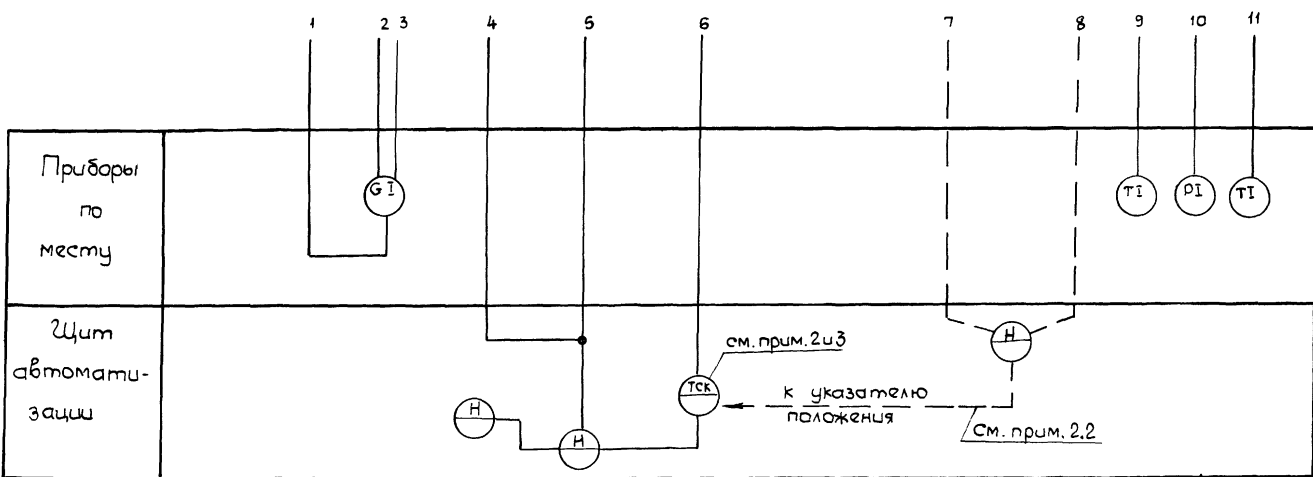 1 2 3 4 5 6 7 8 9 10 11
Приборы
по
месту
GI
TI
PI
TI
Щит
автомати-
зации
H
см. прим. 2 и 3
TCK
к указателю
положения
См. прим. 2.2
H
H